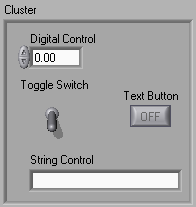 Cluster
Digital Control
0.00
Toggle Switch
Text Button
OFF
String Control